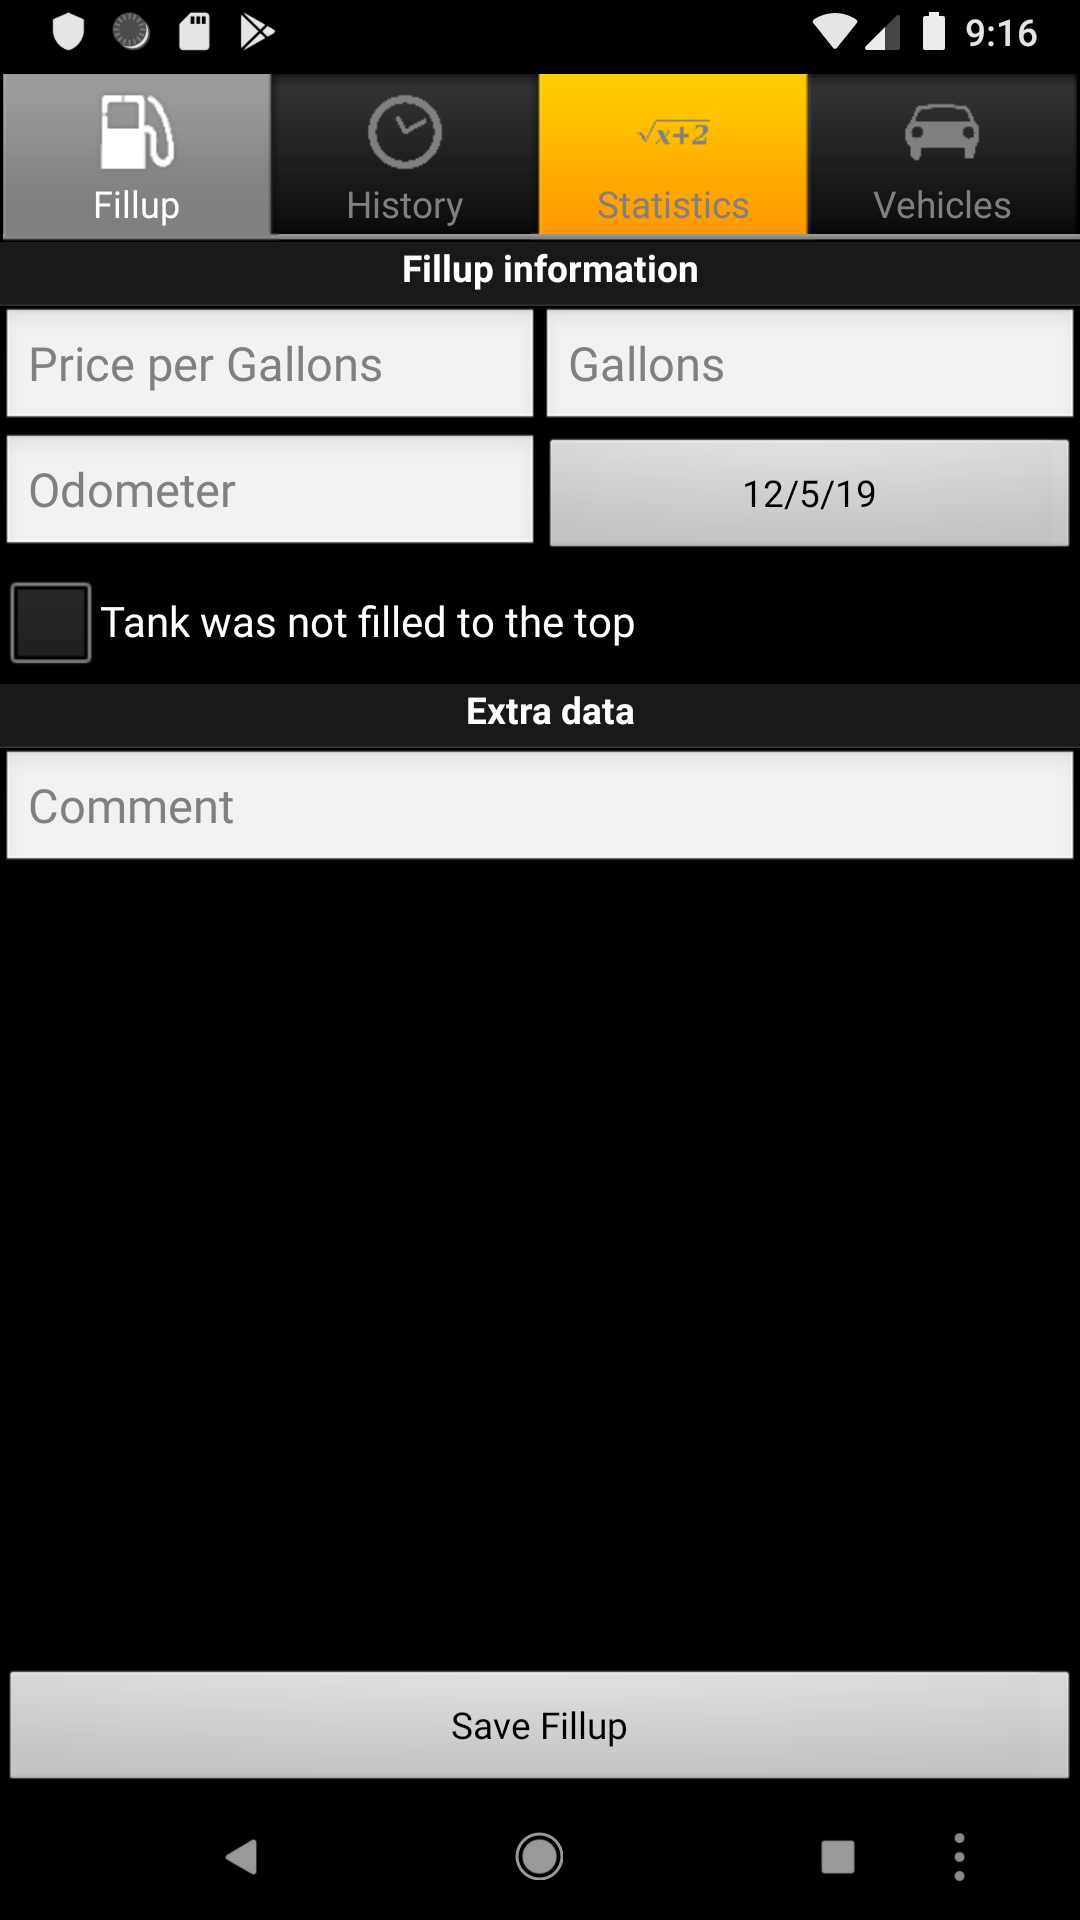 9:16
Fillup
History
√x+2
Statistics
Vehicles
Fillup information
Price per Gallons
Gallons
Odometer
12/5/19
Tank was not filled to the top
Extra data
Comment
Save Fillup